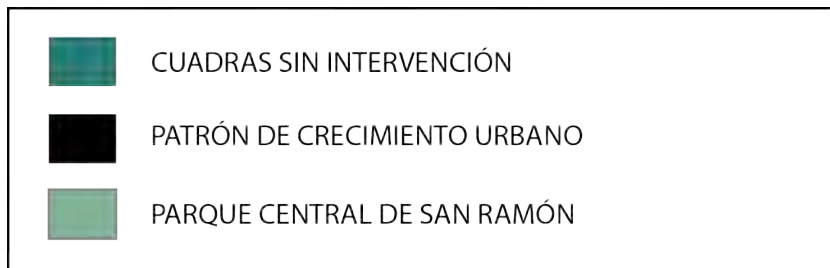 CUADRAS SIN INTERVENCIÓN
PATRÓN DE CRECIMIENTO URBANO
PARQUE CENTRAL DE SAN RAMÓN